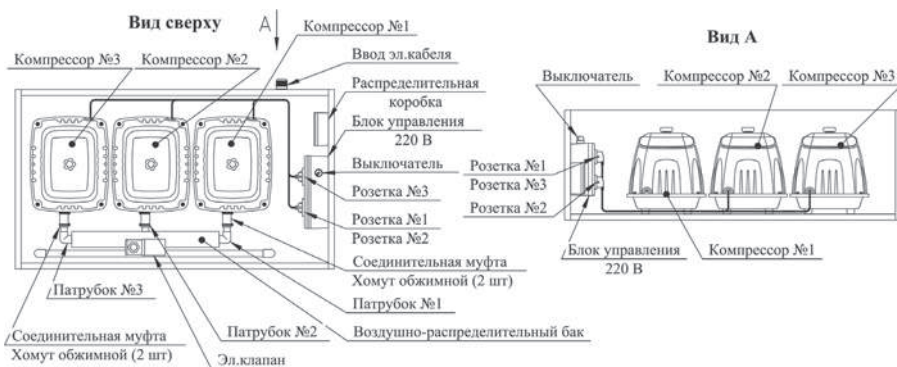 Вид сверху
А
Компрессор №1
Компрессор №3
Компрессор №2
Ввод эл.кабеля
Распределительная
коробка
Блок управления
220 В
Выключатель
Розетка №3
Розетка №1
Розетка №2
Соединительная муфта
Хомут обжимной (2 шт)
Патрубок №3
Патрубок №1
Соединительная муфта
Хомут обжимной (2 шт)
Патрубок №2
Воздушно-распределительный бак
Эл.клапан
Вид А
Выключатель
Компрессор №2
Компрессор №3
Розетка №1
Розетка №3
Розетка №2
Блок управления
220 В
Компрессор №1